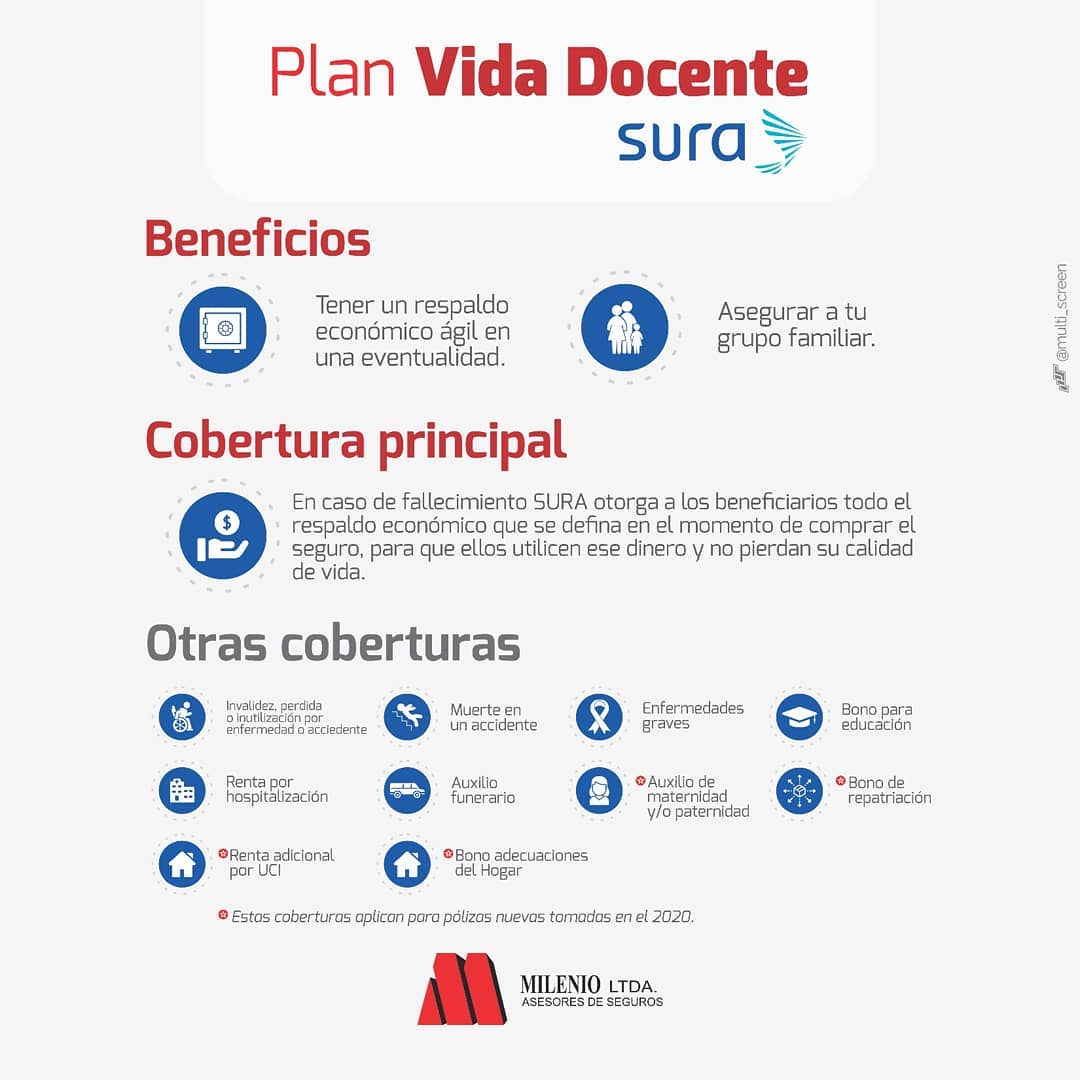 Plan Vida Docente
sura
Beneficios
Tener un respaldo
económico ágil en
una eventualidad.
Asegurar a tu
grupo familiar.
@multi_screen
Cobertura principal
$
En caso de fallecimiento SURA otorga a los beneficiarios todo el
respaldo económico que se defina en el momento de comprar el
seguro, para que ellos utilicen ese dinero y no pierdan su calidad
de vida.
Otras coberturas
Invalidez, perdida
o inutilización por
enfermedad o acciedente
Muerte en
un accidente
Enfermedades
graves
Bono para
educación
Renta por
hospitalización
Auxilio
funerario
*Auxilio de
maternidad
y/o paternidad
*Bono de
repatriación
*Renta adicional
por UCI
*Bono adecuaciones
del Hogar
*Estas coberturas aplican para pólizas nuevas tomadas en el 2020.
MILENIO LTDA.
ASESORES DE SEGUROS